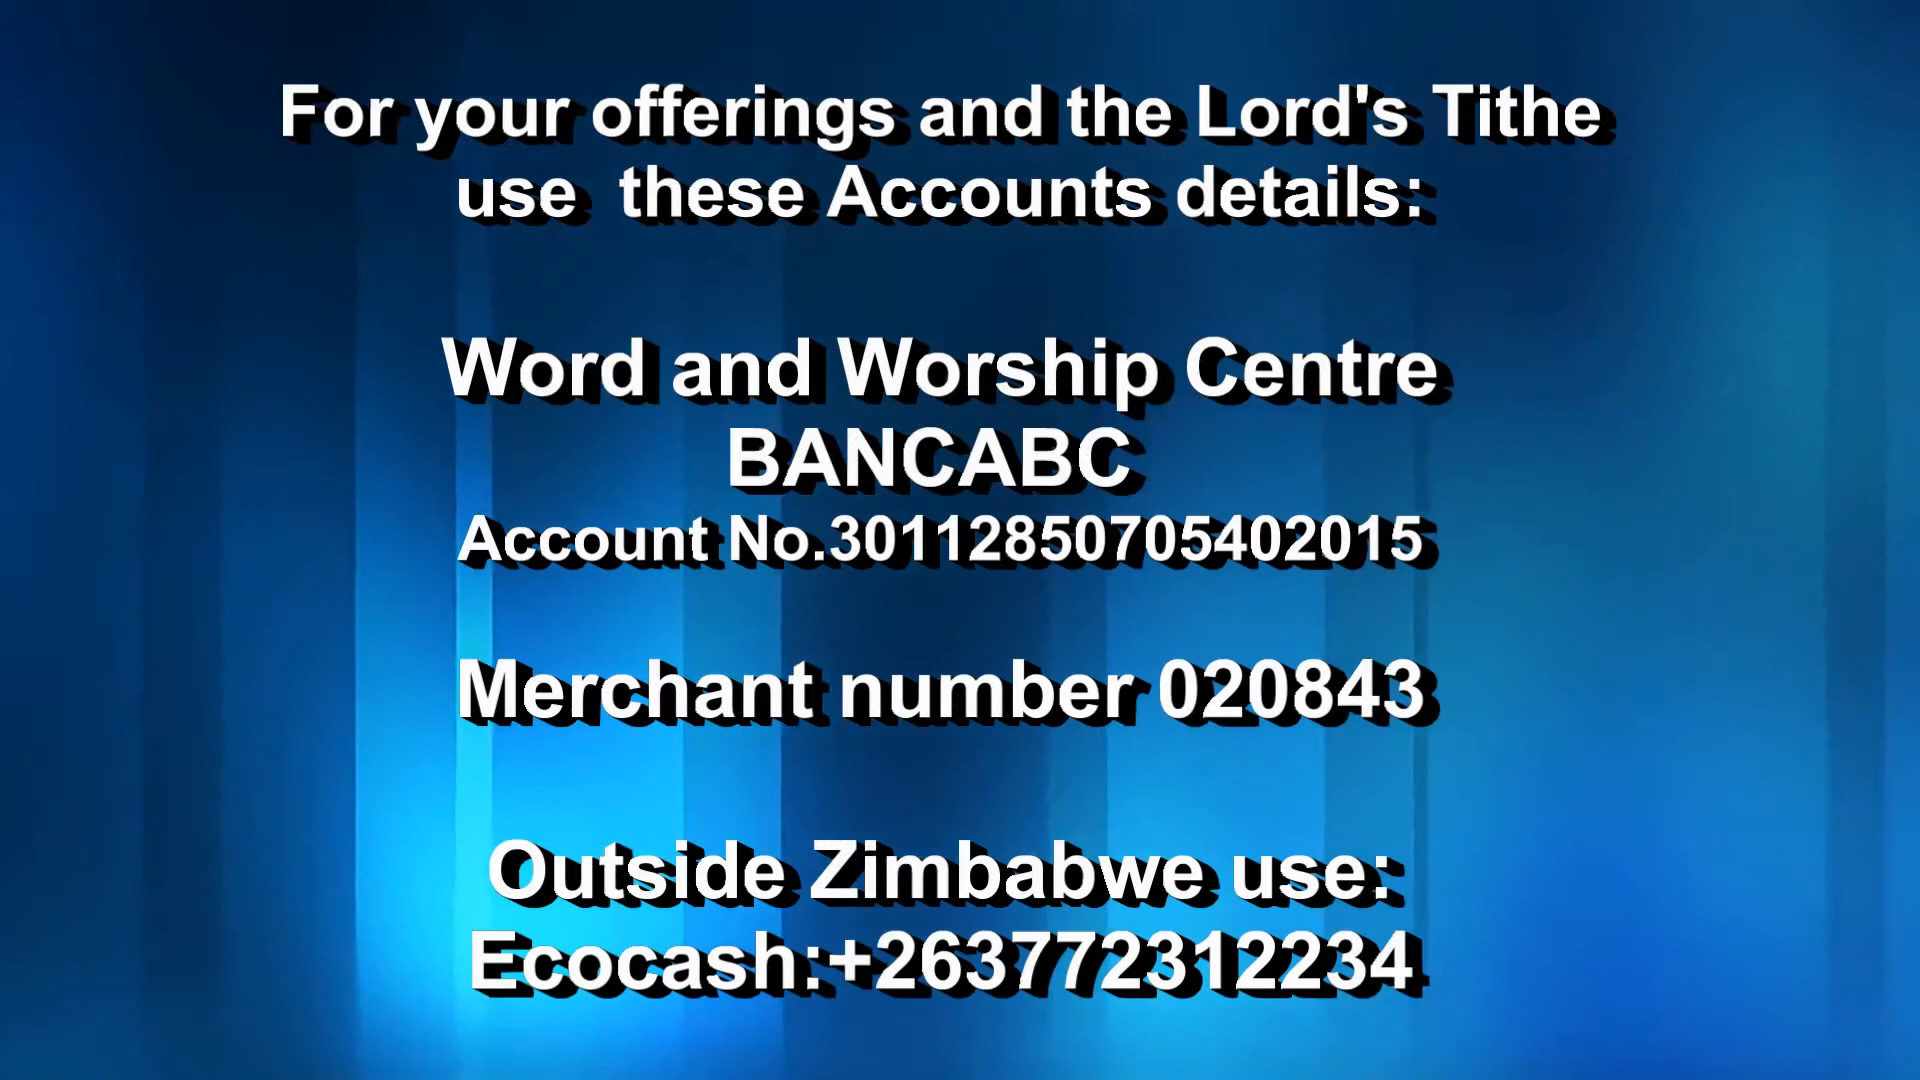 For your offerings and the Lord's Tithe
use  these Accounts details:
Word and Worship Centre
BANCABC
Account No.30112850705402015
Merchant number 020843
Outside Zimbabwe use:
Ecocash:+263772312234